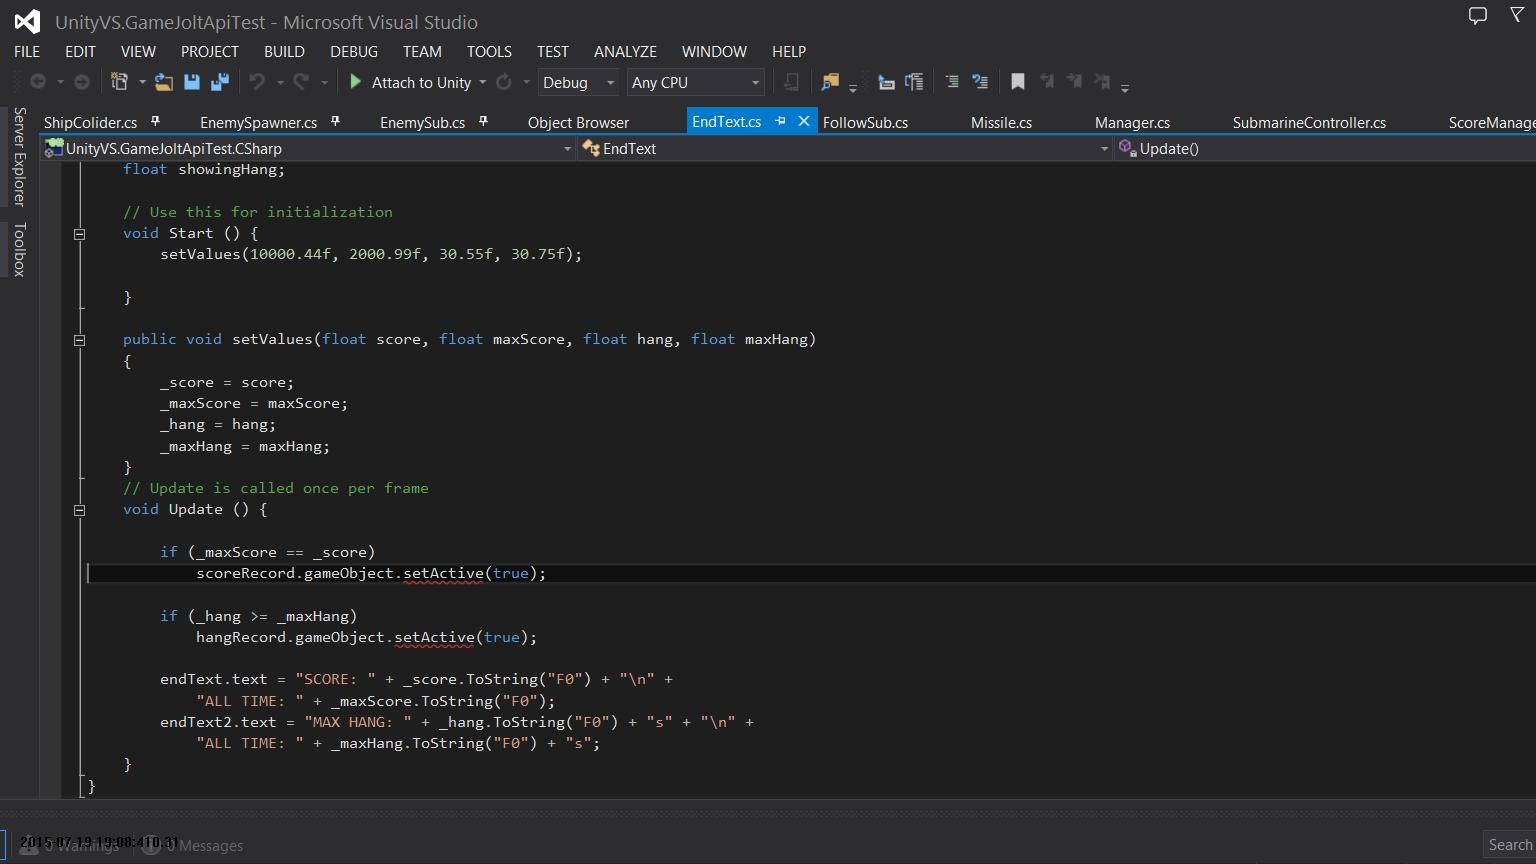 UnityVS.GameJoltApiTest - Microsoft Visual Studio
FILE EDIT VIEW PROJECT BUILD DEBUG TEAM TOOLS TEST ANALYZE WINDOW HELP
Attach to Unity Debug Any CPU
Server Explorer
Toolbox
ShipColider.cs EnemySpawner.cs EnemySub.cs Object Browser EndText.cs FollowSub.cs Missile.cs Manager.cs SubmarineController.cs ScoreManage
UnityVS.GameJoltApiTest.CSharp EndText Update()
float showingHang;
// Use this for initialization
void Start () {
setValues(10000.44f, 2000.99f, 30.55f, 30.75f);
}
public void setValues(float score, float maxScore, float hang, float maxHang)
{
_score = score;
_maxScore = maxScore;
_hang = hang;
_maxHang = maxHang;
}
// Update is called once per frame
void Update () {
if (_maxScore == _score)
scoreRecord.gameObject.setActive(true);
if (_hang >= _maxHang)
hangRecord.gameObject.setActive(true);
endText.text = "SCORE: " + _score.ToString("F0") + "\n" +
"ALL TIME: " + _maxScore.ToString("F0");
endText2.text = "MAX HANG: " + _hang.ToString("F0") + "s" + "\n" +
"ALL TIME: " + _maxHang.ToString("F0") + "s";
}
}
0 Warnings 0 Messages
Search